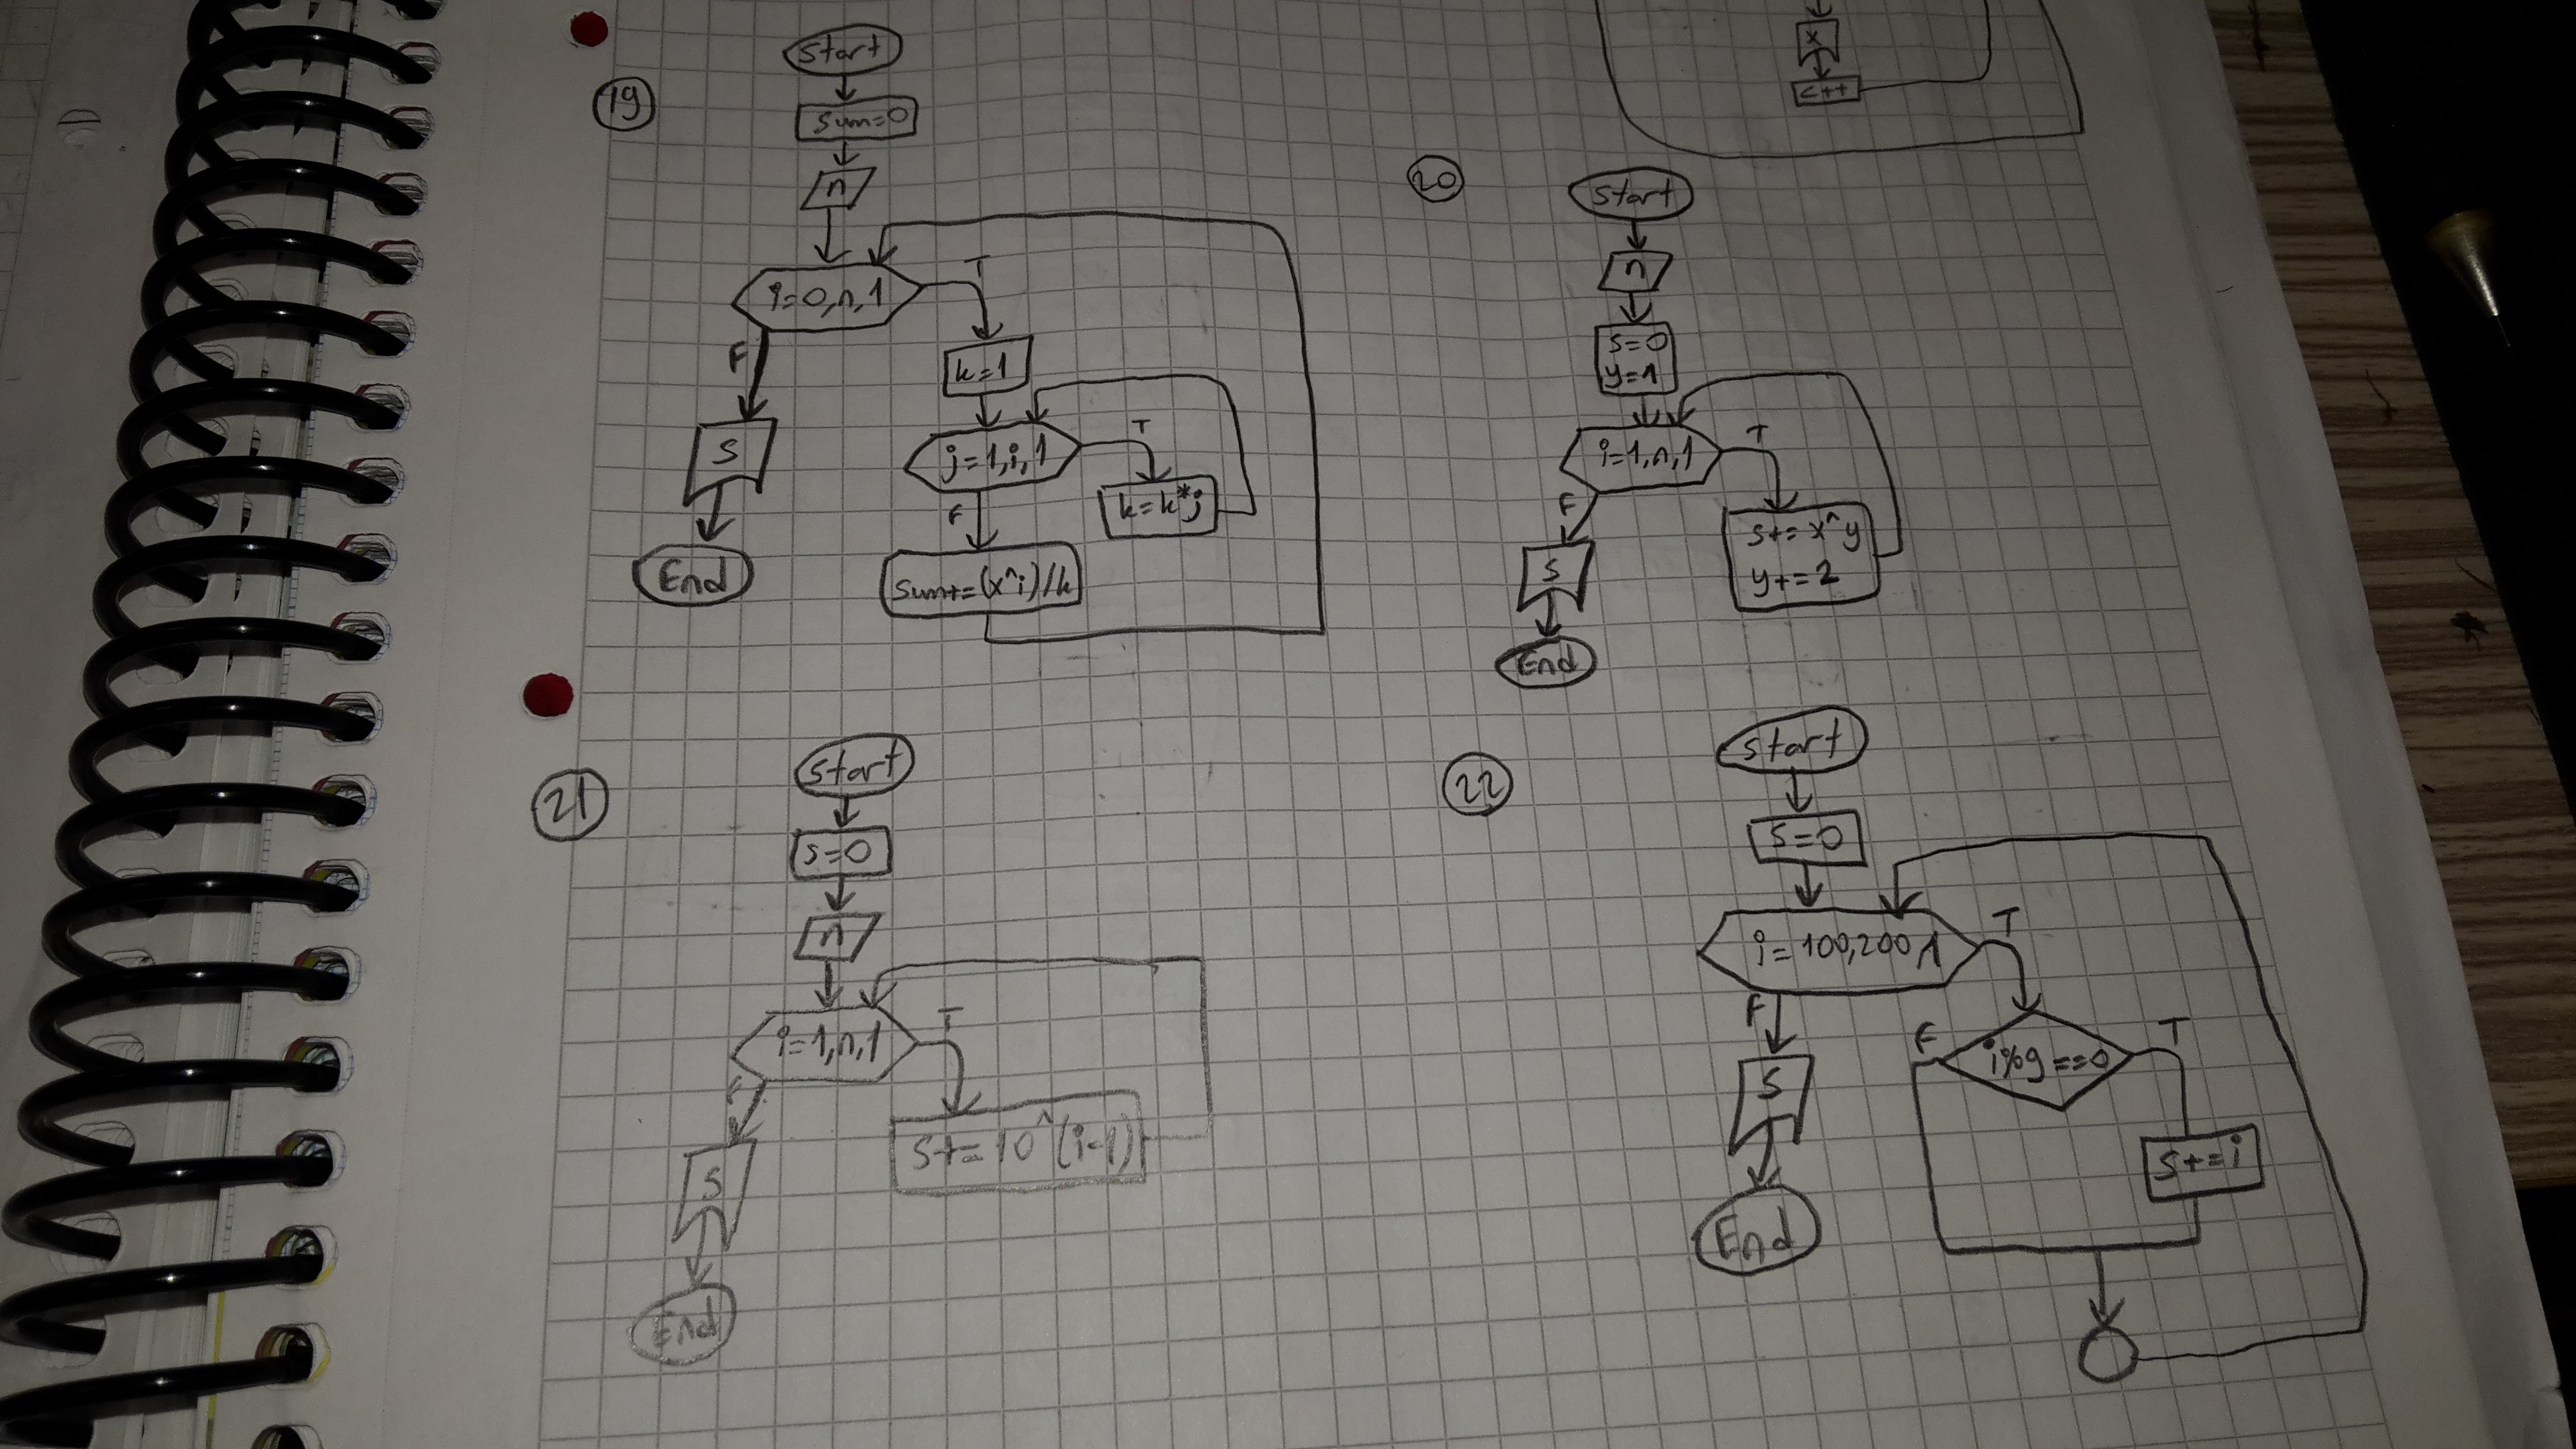 x
c++
19
Start
sum=0
n
i=0,n,1
T
F
k=1
S
End
j=1,i,1
T
k=k*j
F
sum+=(x^i)/k
20
Start
n
s=0
y=1
i=1,n,1
T
F
s+=x^y
y+=2
S
End
21
Start
s=0
n
i=1,n,1
T
F
s+=10^(i-1)
S
End
22
Start
s=0
i=100,200,1
T
F
S
End
i%9==0
F
T
s+=i